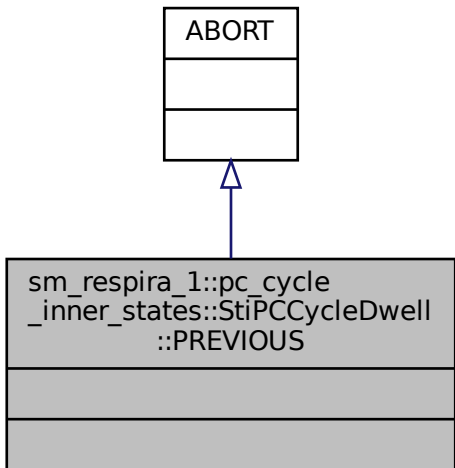 ABORT
sm_respira_1::pc_cycle
_inner_states::StiPCCycleDwell
::PREVIOUS